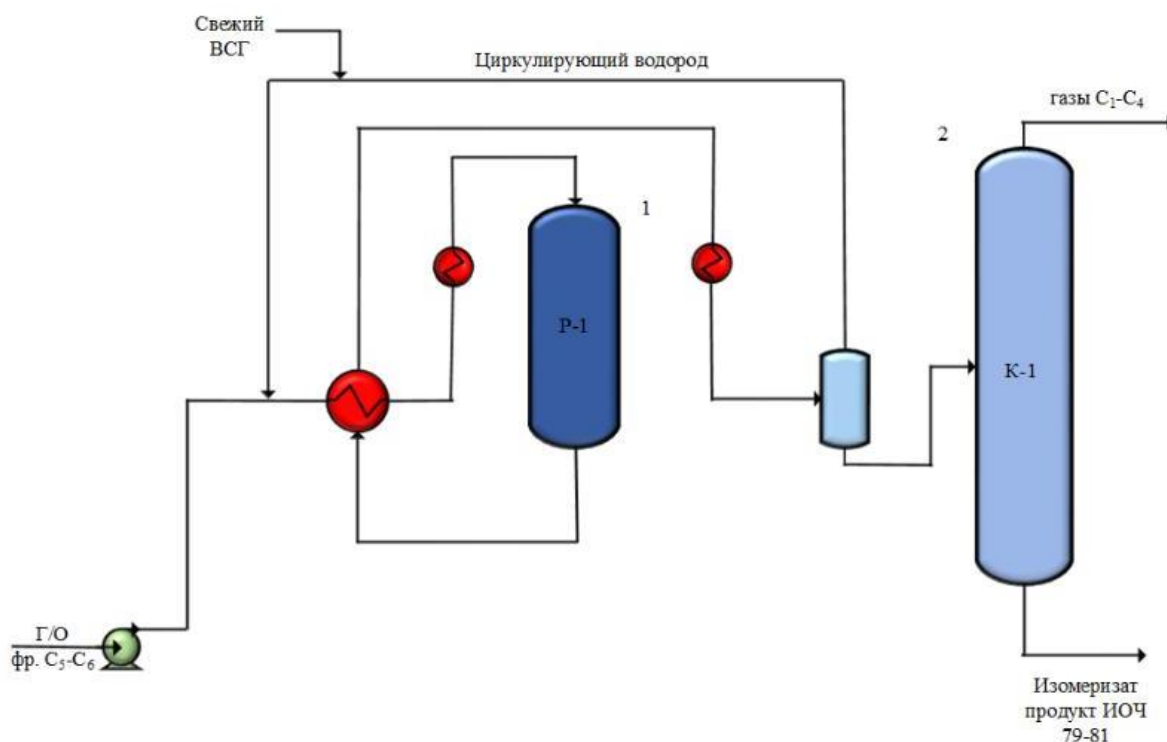 Свежий
ВСГ
Циркулирующий водород
газы C₁-C₄
2
1
Р-1
К-1
Г/О
фр. C₅-C₆
Изомеризат
продукт ИОЧ
79-81